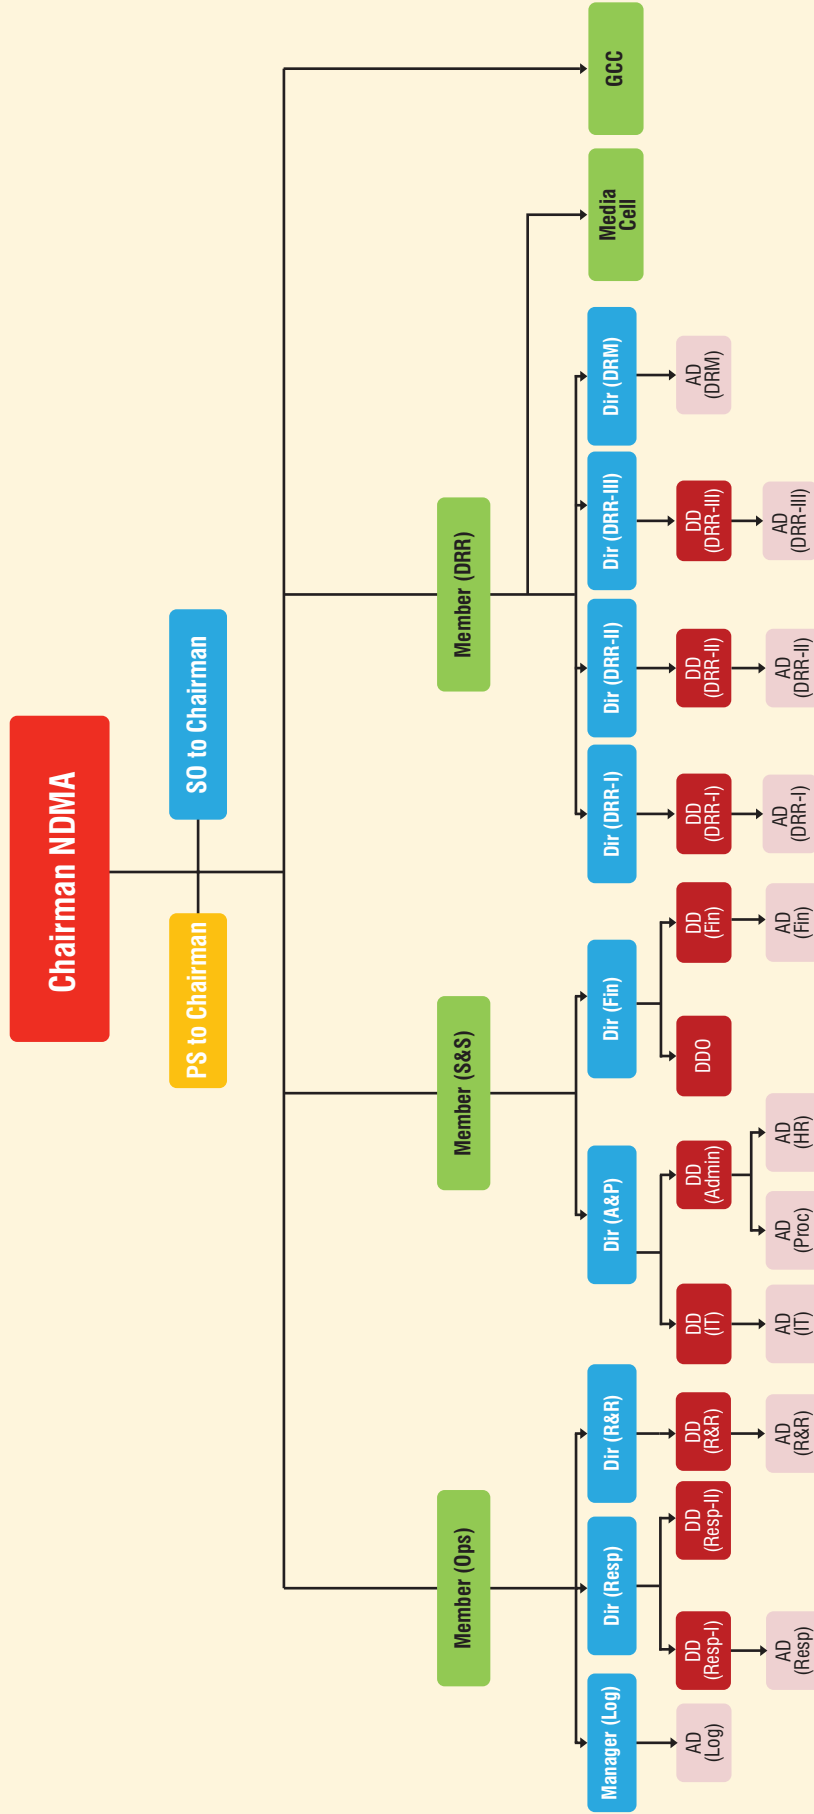 Chairman NDMA
PS to Chairman
SO to Chairman
Member (Ops)
Member (S&S)
Member (DRR)
Manager (Log)
Dir (Resp)
Dir (R&R)
Dir (A&P)
Dir (Fin)
Dir (DRR-I)
Dir (DRR-II)
Dir (DRR-III)
Dir (DRM)
Media
Cell
GCC
AD
(Log)
DD
(Resp-I)
DD
(Resp-II)
DD
(R&R)
DD
(IT)
DD
(Admin)
DDO
DD
(Fin)
DD
(DRR-I)
DD
(DRR-II)
DD
(DRR-III)
AD
(DRM)
AD
(Resp)
AD
(R&R)
AD
(IT)
AD
(Proc)
AD
(HR)
AD
(Fin)
AD
(DRR-I)
AD
(DRR-II)
AD
(DRR-III)